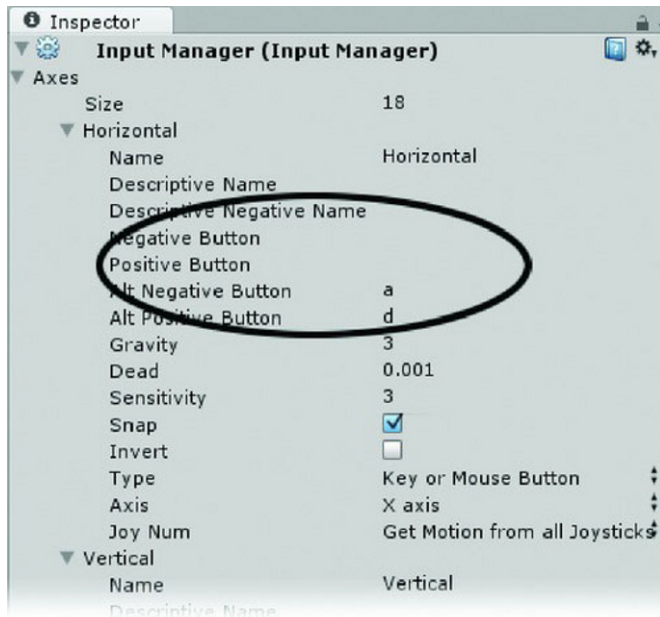 Inspector
Input Manager (Input Manager)
Axes
Size 18
Horizontal
Name Horizontal
Descriptive Name
Descriptive Negative Name
Negative Button
Positive Button
Alt Negative Button a
Alt Positive Button d
Gravity 3
Dead 0.001
Sensitivity 3
Snap
Invert
Type Key or Mouse Button
Axis X axis
Joy Num Get Motion from all Joysticks
Vertical
Name Vertical
Descriptive Name